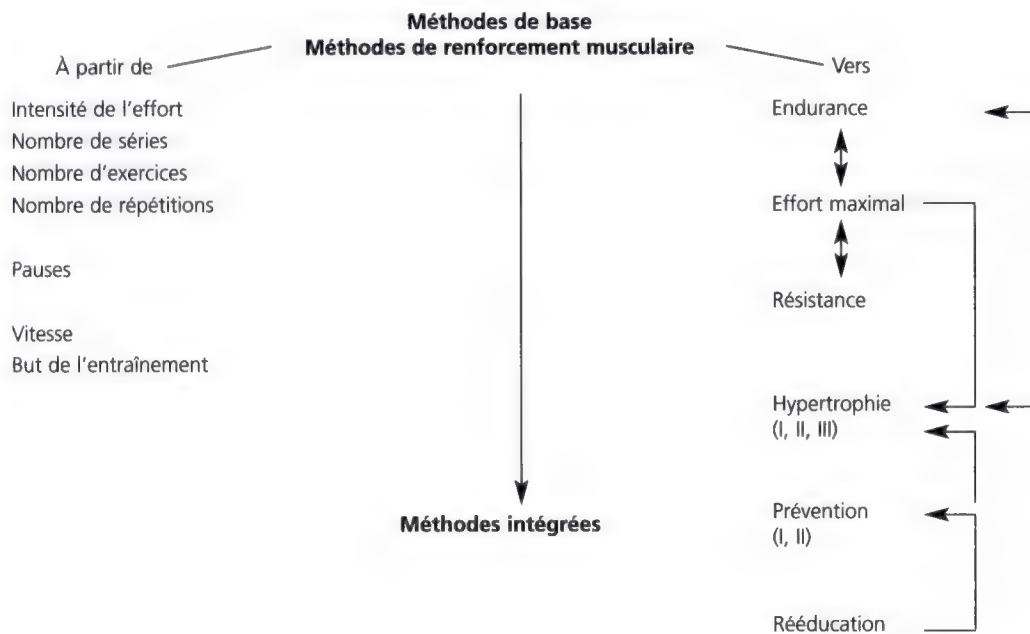 Méthodes de base
Méthodes de renforcement musculaire
À partir de
Intensité de l'effort
Nombre de séries
Nombre d'exercices
Nombre de répétitions
Pauses
Vitesse
But de l'entraînement
Méthodes intégrées
Vers
Endurance
Effort maximal
Résistance
Hypertrophie
(I, II, III)
Prévention
(I, II)
Rééducation